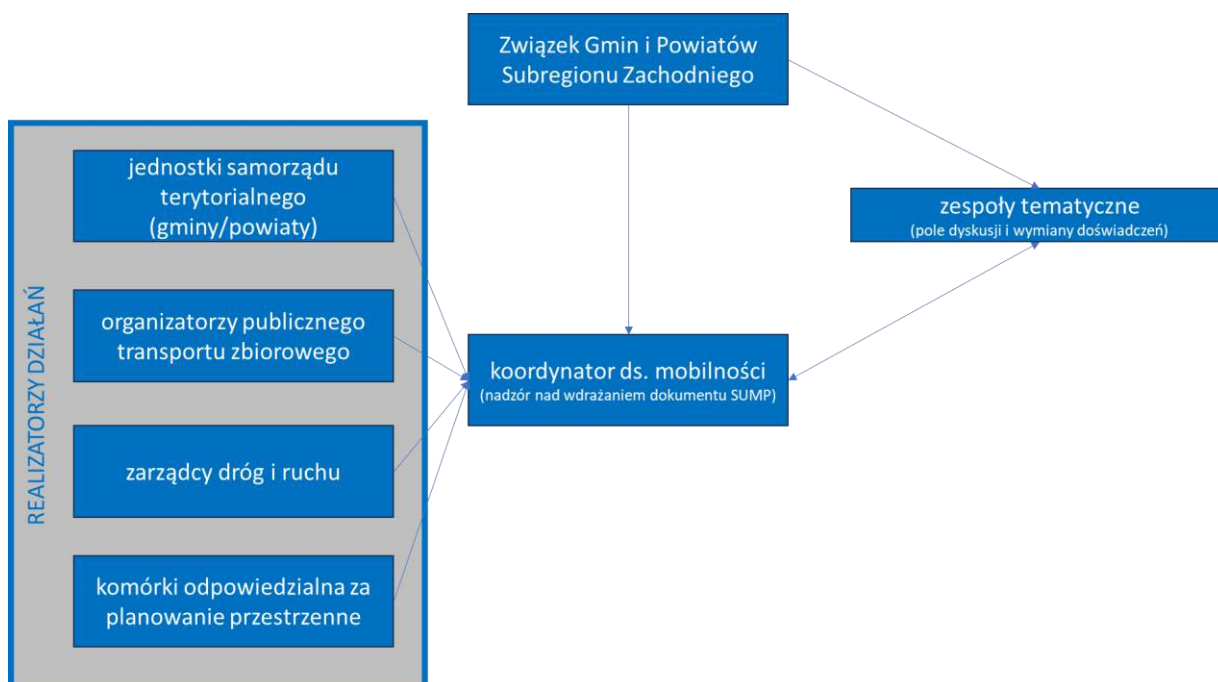 Związek Gmin i Powiatów
Subregionu Zachodniego
REALIZATORZY DZIAŁAŃ
jednostki samorządu
terytorialnego
(gminy/powiaty)
organizatorzy publicznego
transportu zbiorowego
zarządcy dróg i ruchu
komórki odpowiedzialna za
planowanie przestrzenne
koordynator ds. mobilności
(nadzór nad wdrażaniem dokumentu SUMP)
zespoły tematyczne
(pole dyskusji i wymiany doświadczeń)